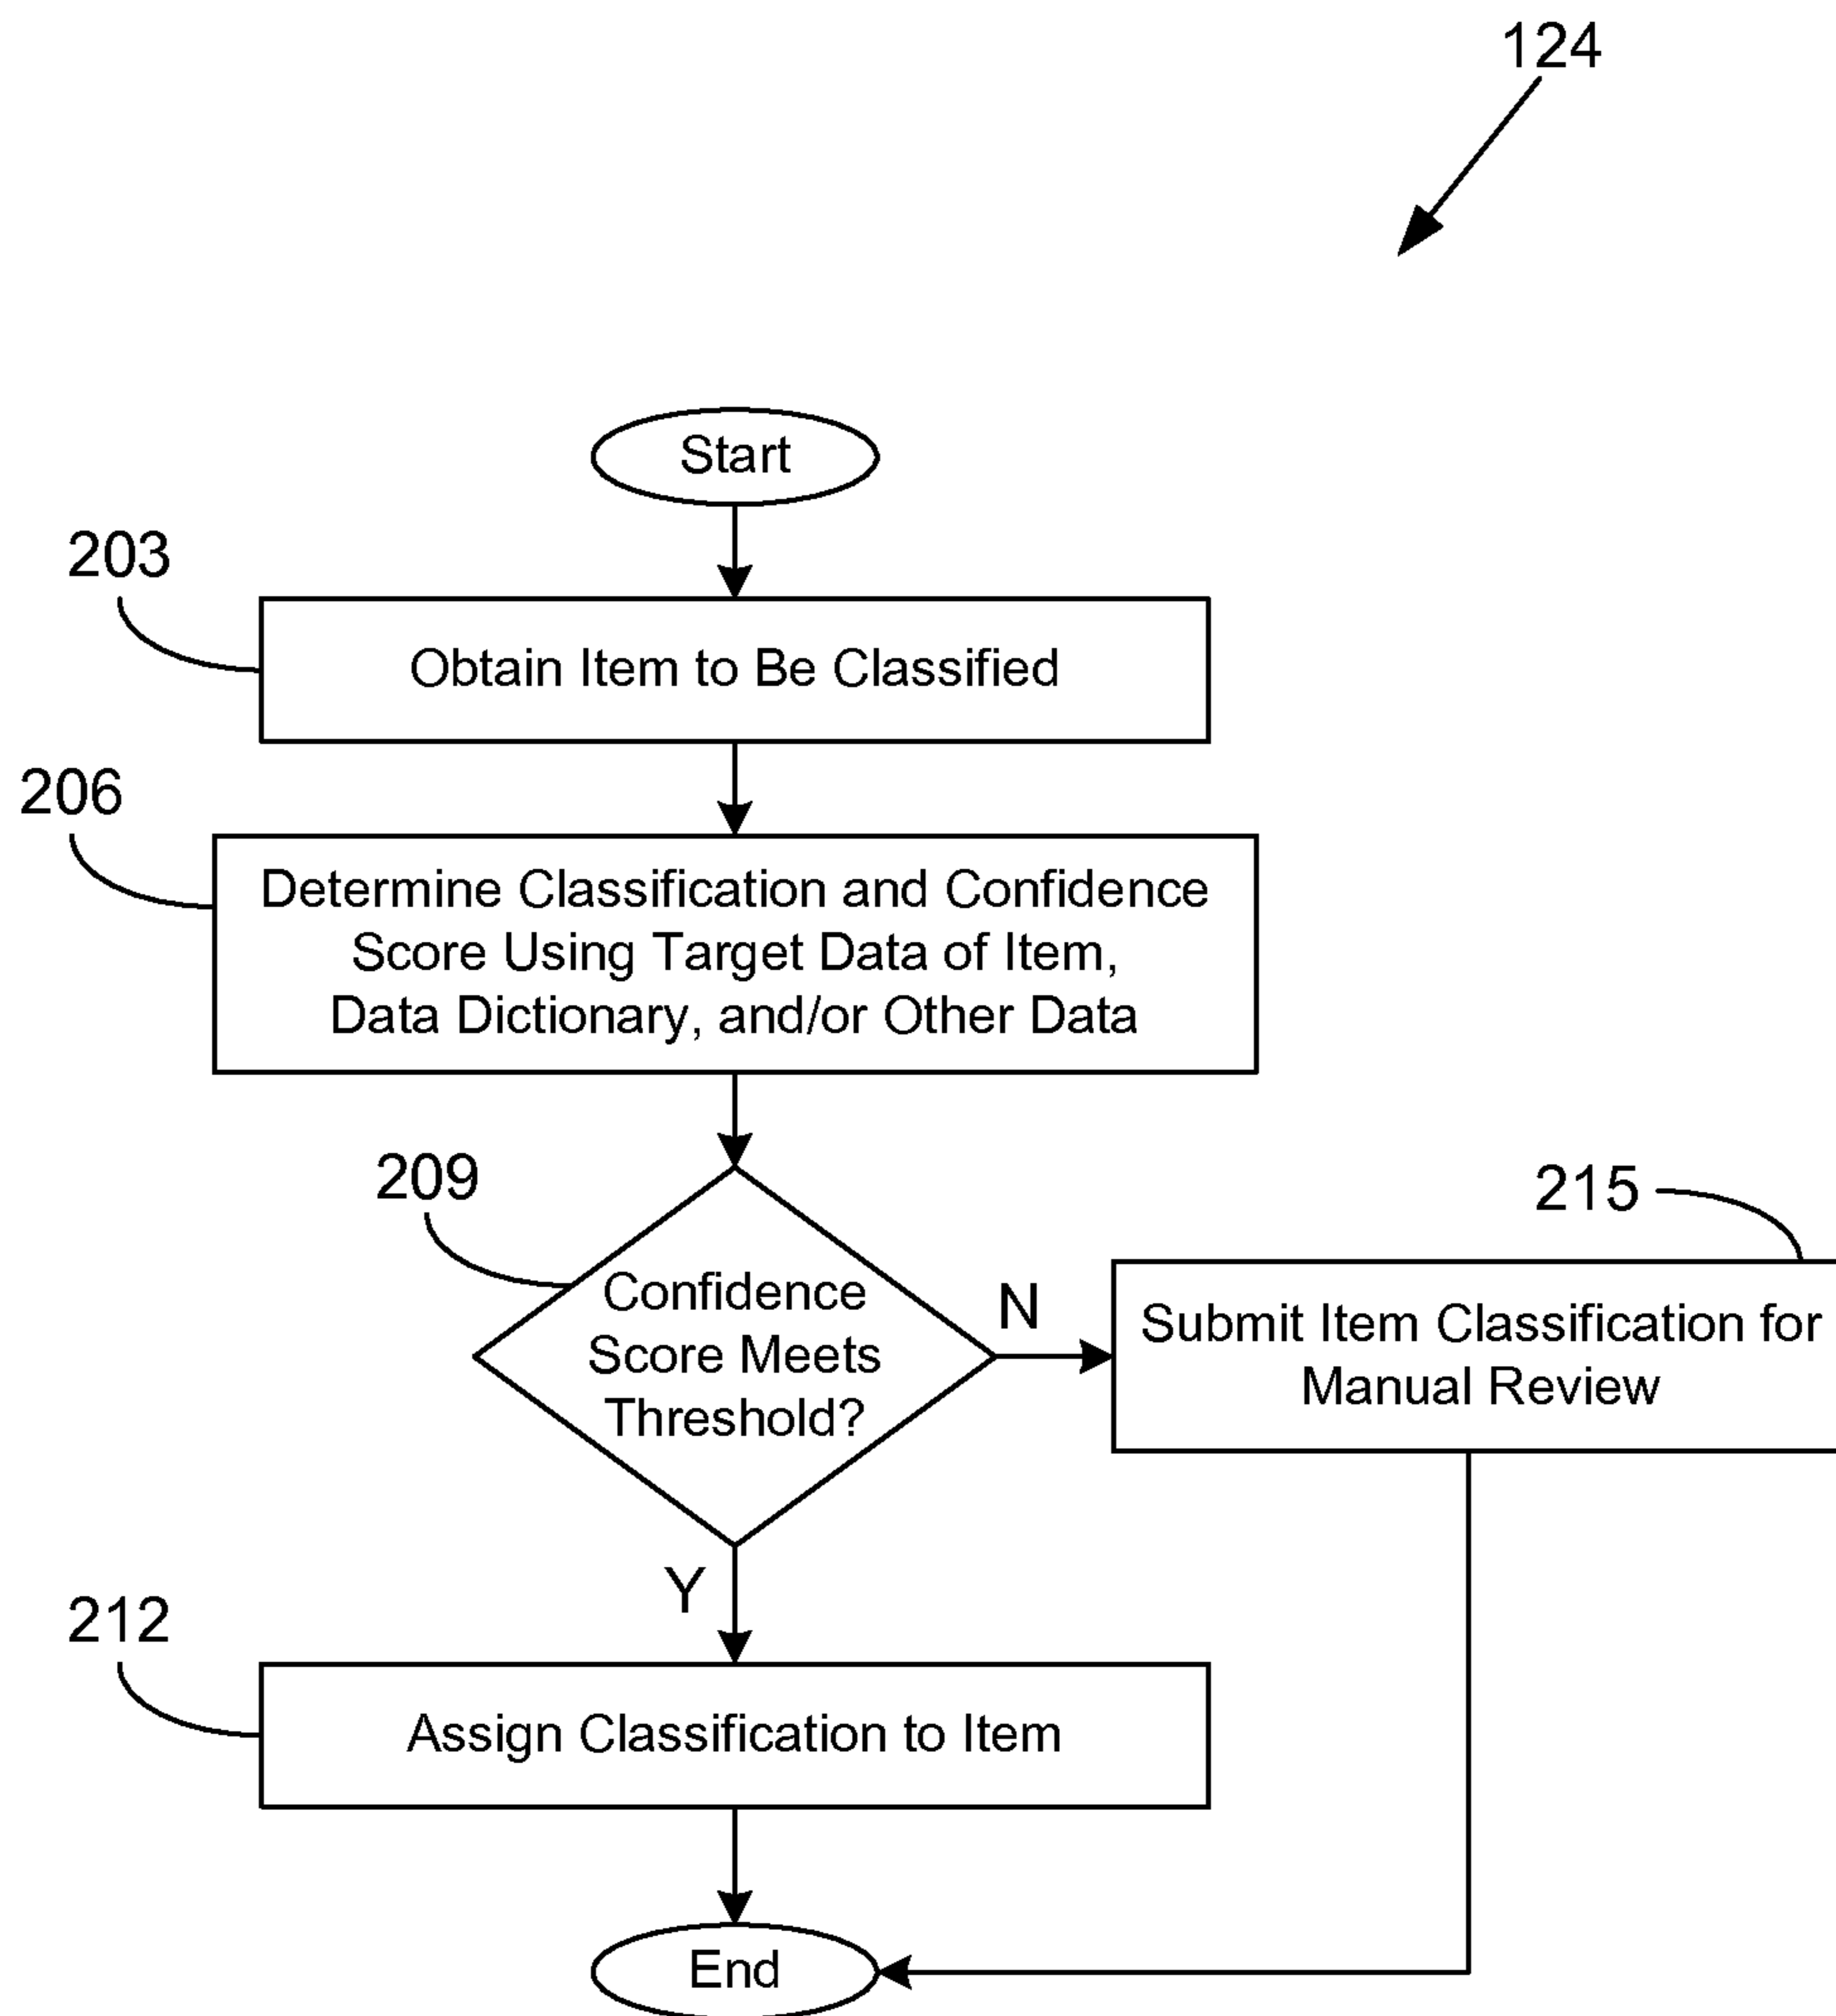 124
Start
203
Obtain Item to Be Classified
206
Determine Classification and Confidence
Score Using Target Data of Item,
Data Dictionary, and/or Other Data
209
Confidence
Score Meets
Threshold?
N
215
Submit Item Classification for
Manual Review
Y
212
Assign Classification to Item
End